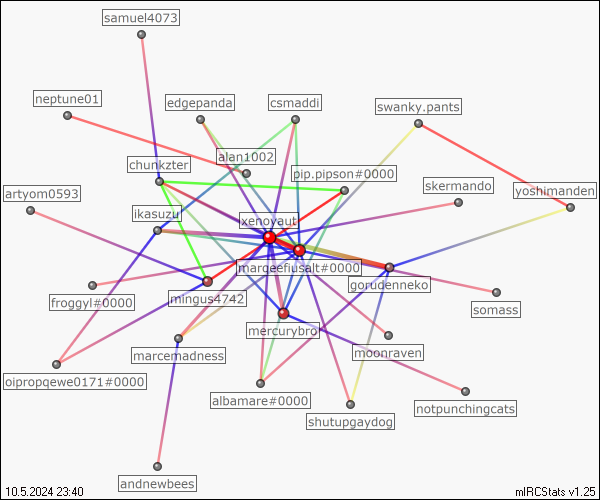 samuel4073
neptune01
edgepanda
csmaddi
swanky.pants
alan1002
chunkzter
pip.pipson#0000
skermando
artyom0593
yoshimanden
ikasuzu
xenoyaut
margefiusalt#0000
gorudenneko
froggyl#0000
mingus4742
somass
mercurybro
marcemadness
moonraven
oipropqewe0171#0000
albamare#0000
notpunchingcats
shutupgaydog
andnewbees
10.5.2024 23:40
mIRCStats v1.25